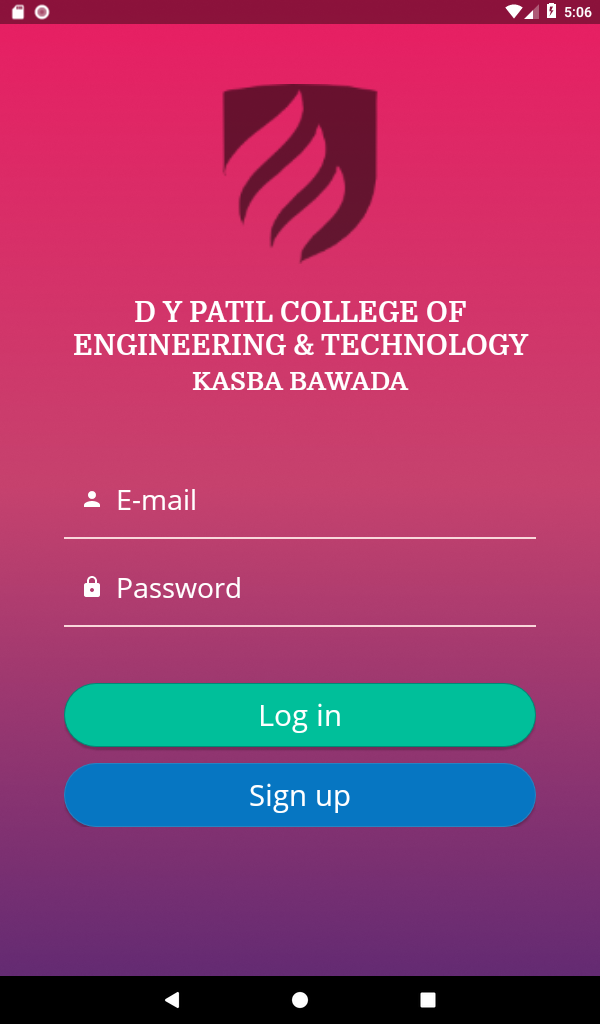 5:06
D Y PATIL COLLEGE OF
ENGINEERING & TECHNOLOGY
KASBA BAWADA
E-mail
Password
Log in
Sign up